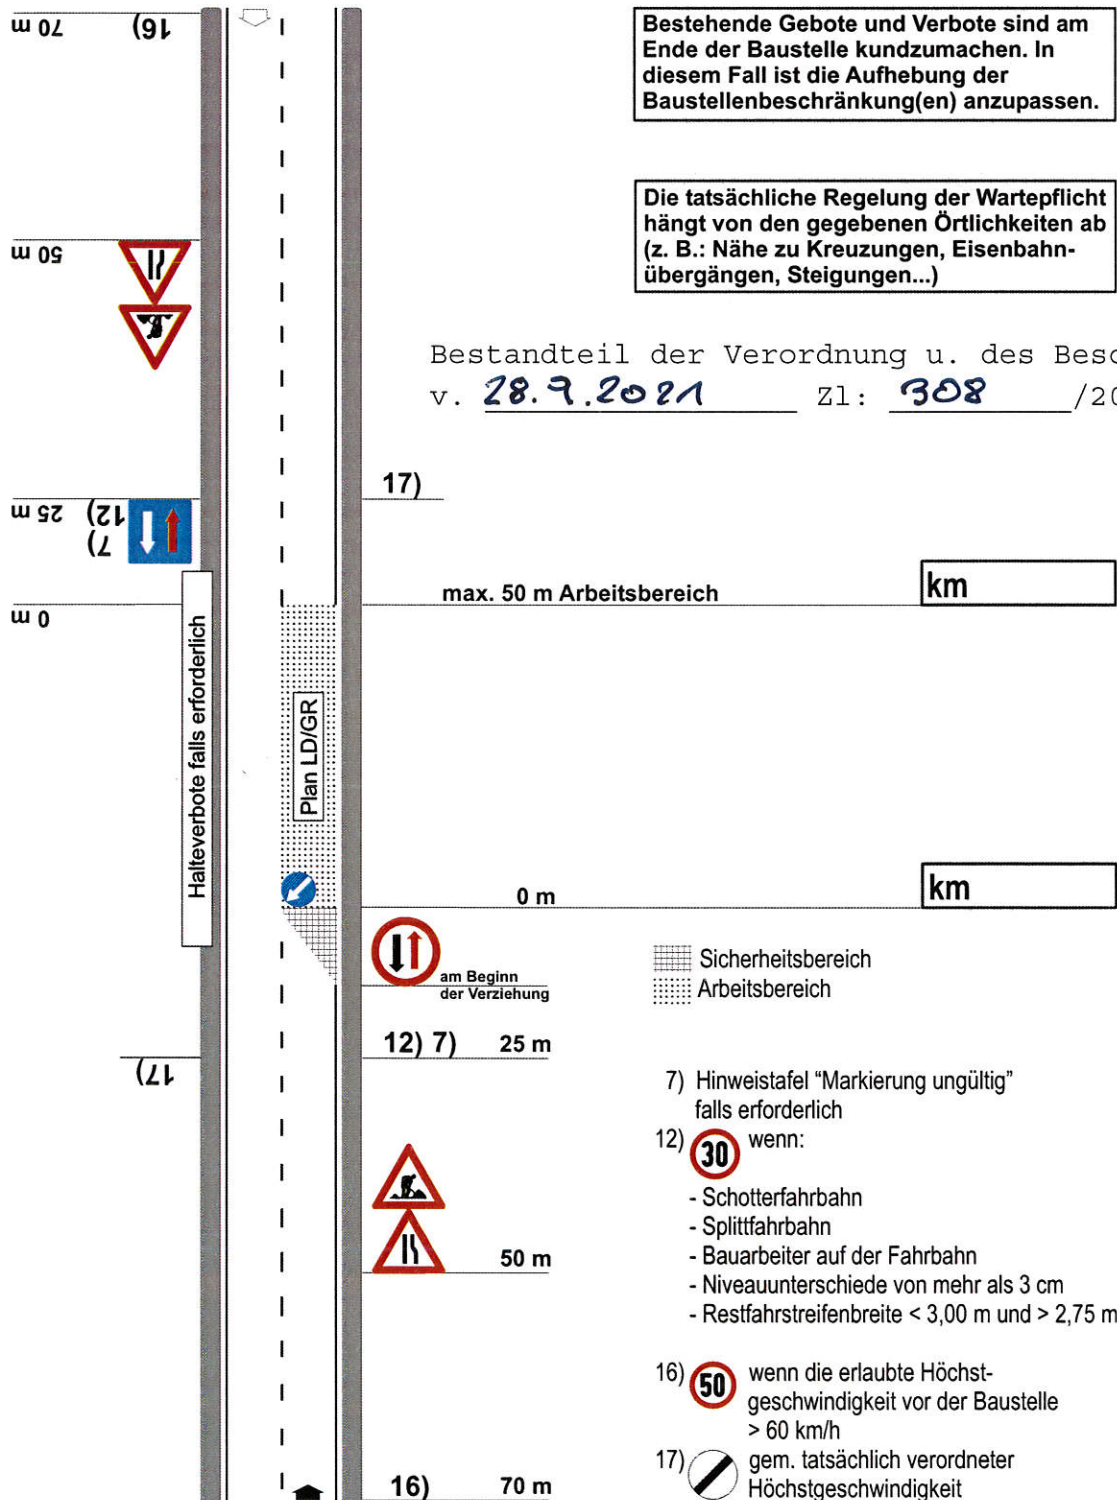 70 m
16)
Bestehende Gebote und Verbote sind am
Ende der Baustelle kundzumachen. In
diesem Fall ist die Aufhebung der
Baustellenbeschränkung(en) anzupassen.
Die tatsächliche Regelung der Wartepflicht
hängt von den gegebenen Örtlichkeiten ab
(z. B.: Nähe zu Kreuzungen, Eisenbahn-
übergängen, Steigungen...)
50 m
Bestandteil der Verordnung u. des Besc
v. 28.9.2021 Zl: 308 /20
17)
25 m
12)
7)
max. 50 m Arbeitsbereich
km
0 m
Halteverbote falls erforderlich
Plan LD/GR
0 m
km
am Beginn
der Verziehung
Sicherheitsbereich
Arbeitsbereich
12) 7) 25 m
17)
7) Hinweistafel "Markierung ungültig"
falls erforderlich
12) 30 wenn:
- Schotterfahrbahn
- Splittfahrbahn
- Bauarbeiter auf der Fahrbahn
- Niveauunterschiede von mehr als 3 cm
- Restfahrstreifenbreite < 3,00 m und > 2,75 m
50 m
16) 50 wenn die erlaubte Höchst-
geschwindigkeit vor der Baustelle
> 60 km/h
17) gem. tatsächlich verordneter
Höchstgeschwindigkeit
16) 70 m